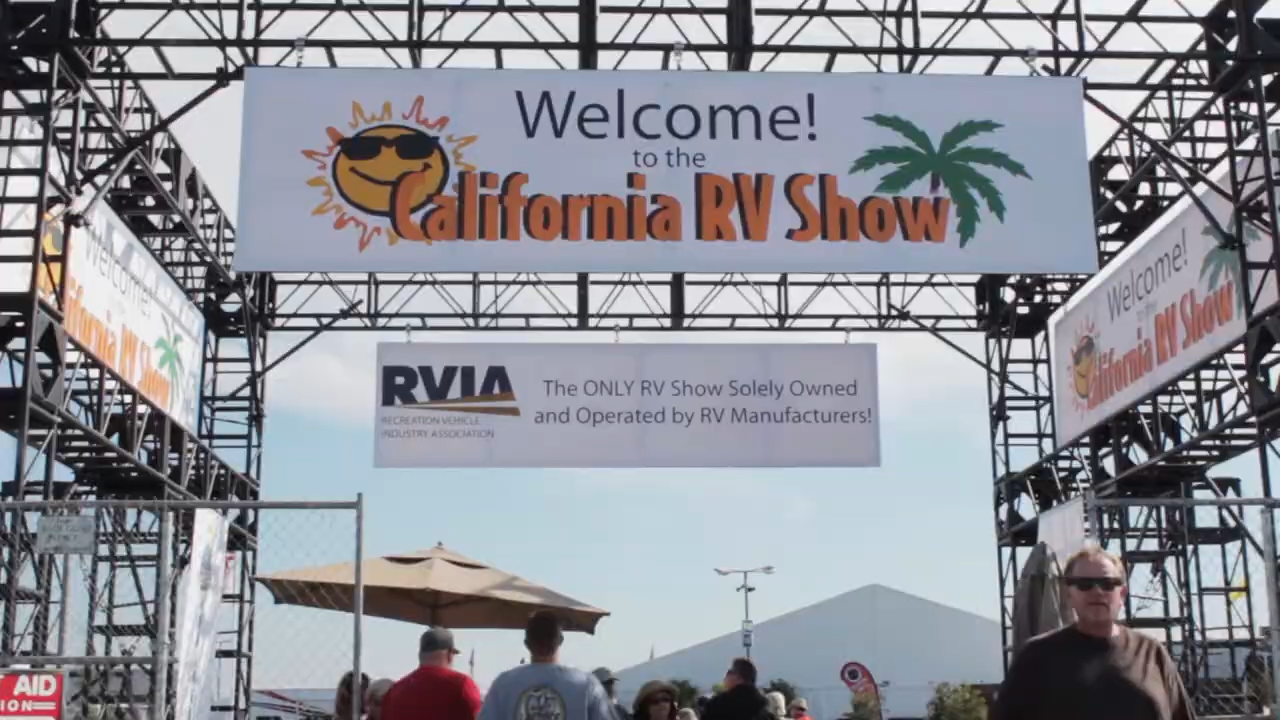 Welcome!
to the
California RV Show
RVIA
RECREATION VEHICLE
INDUSTRY ASSOCIATION
The ONLY RV Show Solely Owned
and Operated by RV Manufacturers!
Welcome!
California RV Show
Welcome!
California RV Show
AID
ION